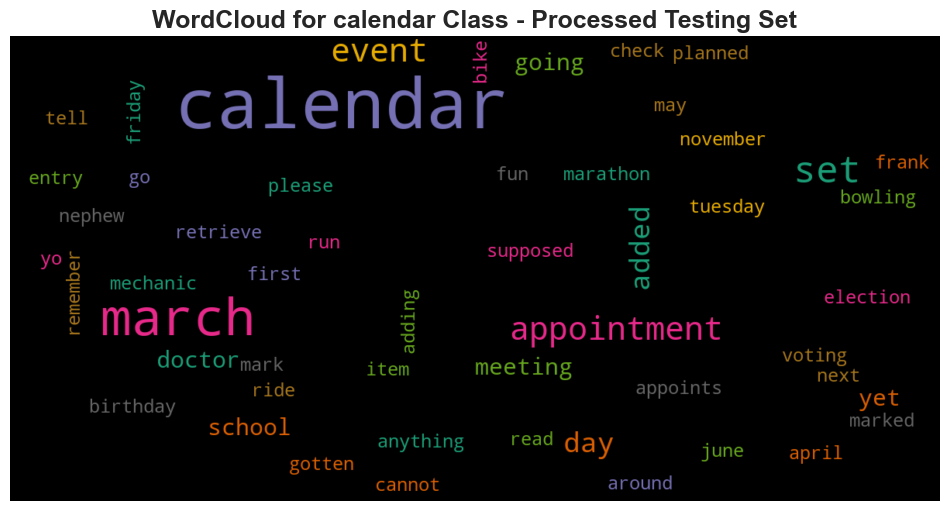 WordCloud for calendar Class - Processed Testing Set
event
bike
going
check
planned
calendar
friday
tell
may
november
set
frank
entry
go
please
fun
marathon
bowling
nephew
tuesday
retrieve
run
supposed
added
yo
remember
mechanic
first
march
adding
appointment
election
doctor
mark
item
meeting
voting
next
ride
appoints
yet
birthday
marked
school
anything
read
day
june
april
gotten
cannot
around